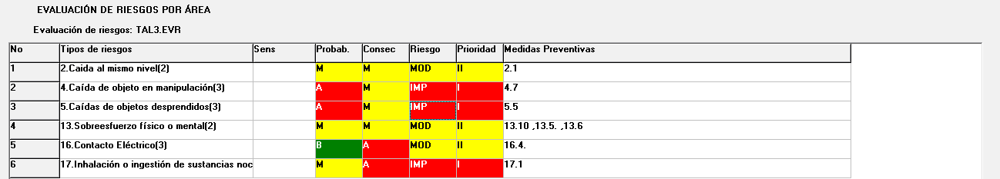 EVALUACIÓN DE RIESGOS POR ÁREA
Evaluación de riesgos: TAL3.EVR
No Tipos de riesgos Sens Probab. Consec Riesgo Prioridad Medidas Preventivas
1 2.Caida al mismo nivel(2) M M MOD II 2.1
2 4.Caída de objeto en manipulación(3) A M IMP I 4.7
3 5.Caídas de objetos desprendidos(3) A M IMP I 5.5
4 13.Sobreesfuerzo físico o mental(2) M M MOD II 13.10 ,13.5. ,13.6
5 16.Contacto Eléctrico(3) B A MOD II 16.4.
6 17.Inhalación o ingestión de sustancias noc M A IMP I 17.1